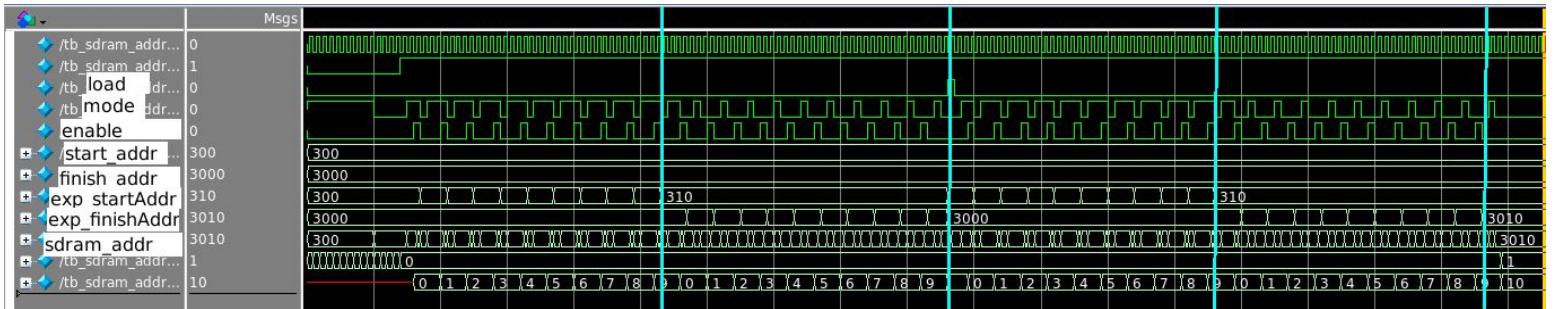 Msgs
/tb_sdram_addr... 0
/tb_sdram_addr... 1
/tb load dr... 0
/tb mode dr... 0
enable 0
start_addr ... 300 300
finish_addr 3000 3000
exp_startAddr 310 300 310 310
exp_finishAddr 3010 3000 3000 3010
sdram_addr 3010 300 3010
/tb_sdram_addr... 1 0 1
/tb_sdram_addr... 10 0 1 2 3 4 5 6 7 8 9 0 1 2 3 4 5 6 7 8 9 0 1 2 3 4 5 6 7 8 9 0 1 2 3 4 5 6 7 8 9 10